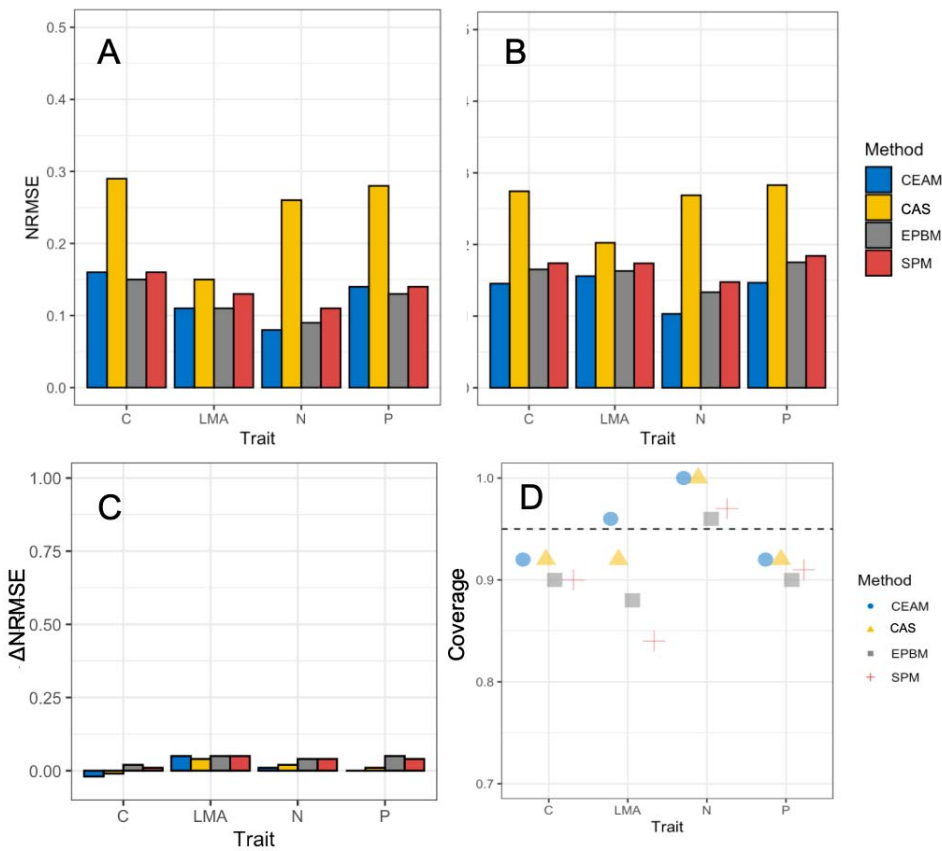 A
NRMSE
0.5
0.4
0.3
0.2
0.1
0.0
C LMA N P
Trait
B
C LMA N P
Trait
Method
CEAM
CAS
EPBM
SPM
C
ΔNRMSE
1.00
0.75
0.50
0.25
0.00
C LMA N P
Trait
D
Coverage
1.0
0.9
0.8
0.7
C LMA N P
Trait
Method
CEAM
CAS
EPBM
SPM